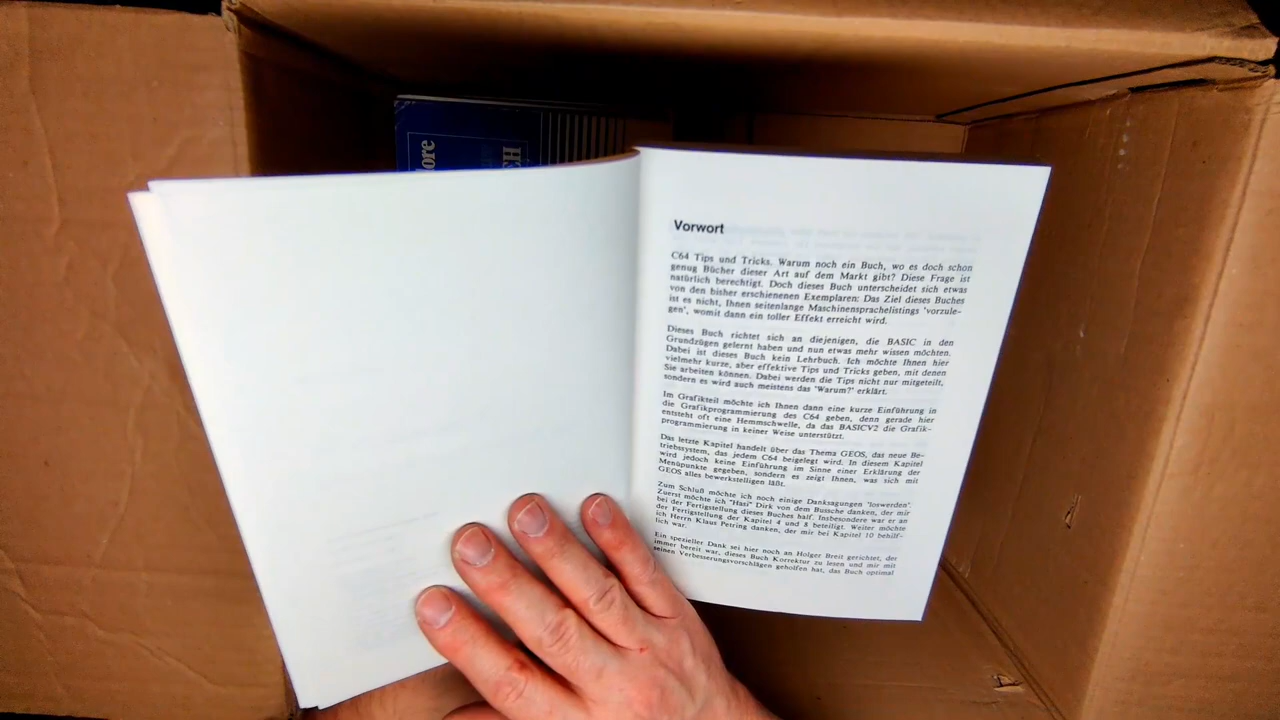 ore
CH
Vorwort
C64 Tips und Tricks. Warum noch ein Buch, wo es doch schon
genug Bücher dieser Art auf dem Markt gibt? Diese Frage ist
natürlich berechtigt. Doch dieses Buch unterscheidet sich etwas
von den bisher erschienenen Exemplaren: Das Ziel dieses Buches
ist es nicht, Ihnen seitenlange Maschinensprachelistings 'vorzule-
gen', womit dann ein toller Effekt erreicht wird.
Dieses Buch richtet sich an diejenigen, die BASIC in den
Grundzügen gelernt haben und nun etwas mehr wissen möchten.
Dabei ist dieses Buch kein Lehrbuch. Ich möchte Ihnen hier
vielmehr kurze, aber effektive Tips und Tricks geben, mit denen
Sie arbeiten können. Dabei werden die Tips nicht nur mitgeteilt,
sondern es wird auch meistens das 'Warum?' erklärt.
Im Grafikteil möchte ich Ihnen dann eine kurze Einführung in
die Grafikprogrammierung des C64 geben, denn gerade hier
entsteht oft eine Hemmschwelle, da das BASICV2 die Grafik-
programmierung in keiner Weise unterstützt.
Das letzte Kapitel handelt über das Thema GEOS, das neue Be-
triebssystem, das jedem C64 beigelegt wird. In diesem Kapitel
wird jedoch keine Einführung im Sinne einer Erklärung der
Menüpunkte gegeben, sondern es zeigt Ihnen, was sich mit
GEOS alles bewerkstelligen läßt.
Zum Schluß möchte ich noch einige Danksagungen 'loswerden'.
Zuerst möchte ich "Hasi" Dirk von dem Bussche danken, der mir
bei der Fertigstellung dieses Buches half. Insbesondere war er an
der Fertigstellung der Kapitel 4 und 8 beteiligt. Weiter möchte
ich Herrn Klaus Petring danken, der mir bei Kapitel 10 behilf-
lich war.
Ein spezieller Dank sei hier noch an Holger Breit gerichtet, der
immer bereit war, dieses Buch Korrektur zu lesen und mir mit
seinen Verbesserungsvorschlägen geholfen hat, das Buch optimal